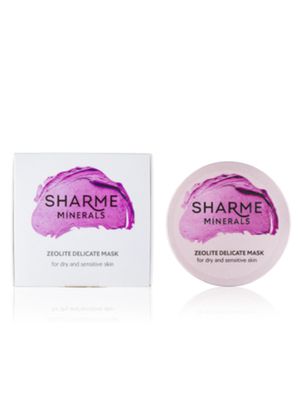 SHARME
MINERALS
ZEOLITE DELICATE MASK
for dry and sensitive skin
SHARME
MINERALS
ZEOLITE DELICATE MASK
for dry and sensitive skin